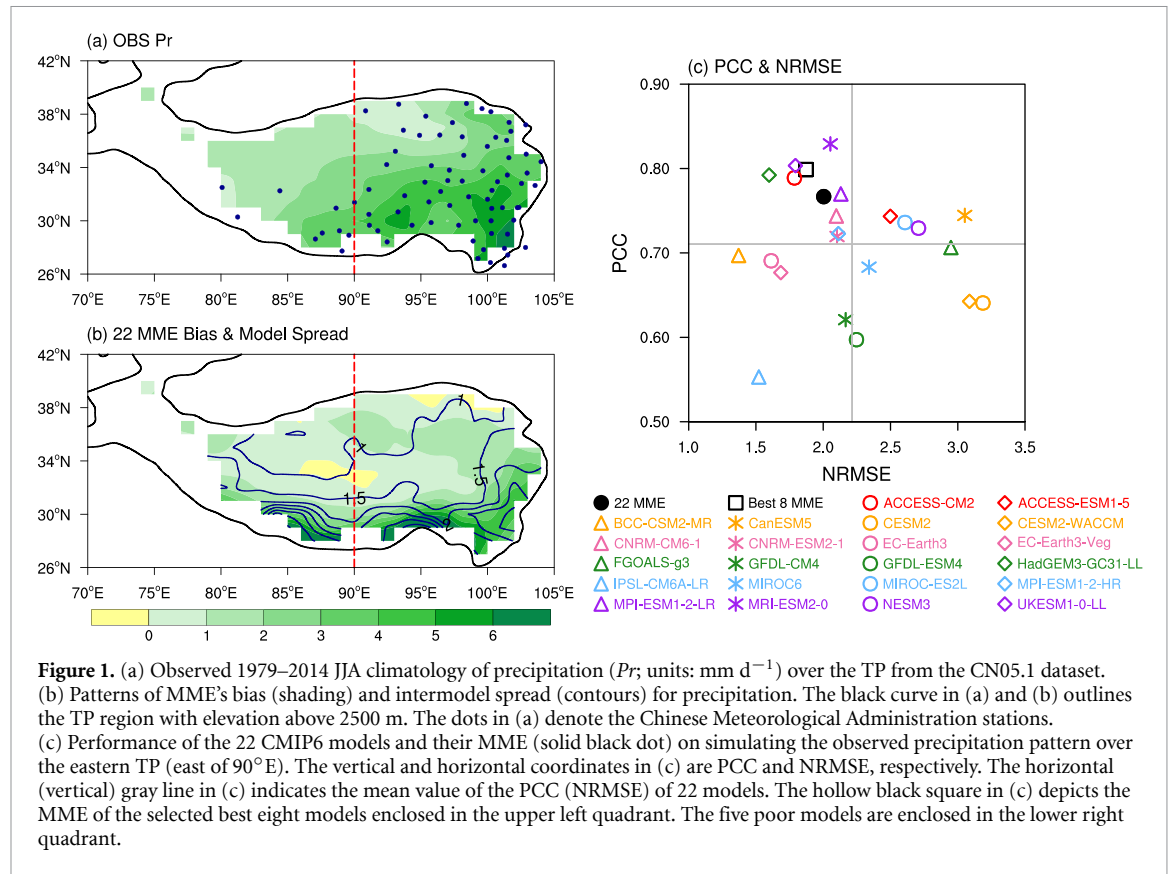 (a) OBS Pr
42°N
38°N
34°N
30°N
26°N
70°E 75°E 80°E 85°E 90°E 95°E 100°E 105°E
(b) 22 MME Bias & Model Spread
42°N
38°N
34°N
30°N
26°N
1
1
1.5
1.5
2
70°E 75°E 80°E 85°E 90°E 95°E 100°E 105°E
0 1 2 3 4 5 6
(c) PCC & NRMSE
0.90
0.80
0.70
0.60
0.50
PCC
1.0 1.5 2.0 2.5 3.0 3.5
NRMSE
22 MME Best 8 MME ACCESS-CM2 ACCESS-ESM1-5
BCC-CSM2-MR CanESM5 CESM2 CESM2-WACCM
CNRM-CM6-1 CNRM-ESM2-1 EC-Earth3 EC-Earth3-Veg
FGOALS-g3 GFDL-CM4 GFDL-ESM4 HadGEM3-GC31-LL
IPSL-CM6A-LR MIROC6 MIROC-ES2L MPI-ESM1-2-HR
MPI-ESM1-2-LR MRI-ESM2-0 NESM3 UKESM1-0-LL
Figure 1. (a) Observed 1979–2014 JJA climatology of precipitation (Pr; units: mm d−1) over the TP from the CN05.1 dataset.
(b) Patterns of MME's bias (shading) and intermodel spread (contours) for precipitation. The black curve in (a) and (b) outlines
the TP region with elevation above 2500 m. The dots in (a) denote the Chinese Meteorological Administration stations.
(c) Performance of the 22 CMIP6 models and their MME (solid black dot) on simulating the observed precipitation pattern over
the eastern TP (east of 90°E). The vertical and horizontal coordinates in (c) are PCC and NRMSE, respectively. The horizontal
(vertical) gray line in (c) indicates the mean value of the PCC (NRMSE) of 22 models. The hollow black square in (c) depicts the
MME of the selected best eight models enclosed in the upper left quadrant. The five poor models are enclosed in the lower right
quadrant.